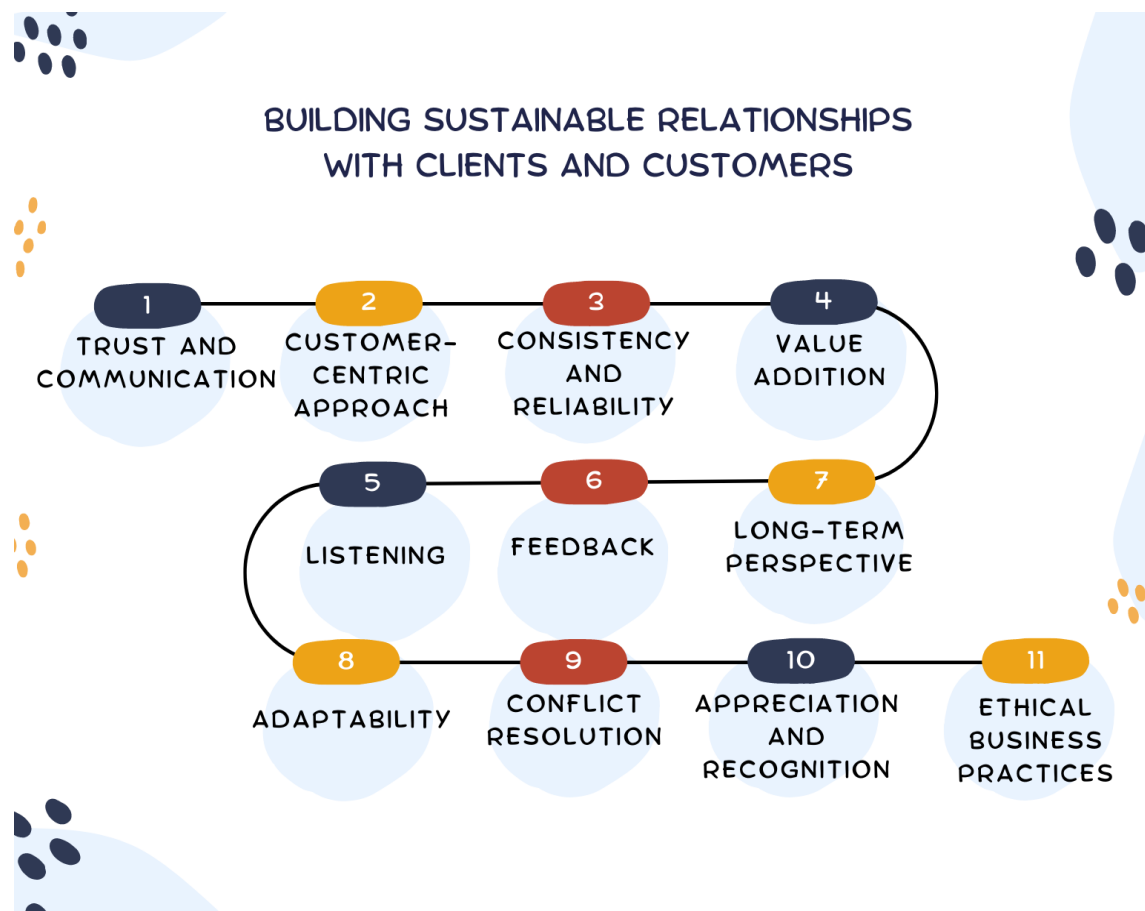 BUILDING SUSTAINABLE RELATIONSHIPS
WITH CLIENTS AND CUSTOMERS
1
TRUST AND
COMMUNICATION
2
CUSTOMER-
CENTRIC
APPROACH
3
CONSISTENCY
AND
RELIABILITY
4
VALUE
ADDITION
5
LISTENING
6
FEEDBACK
7
LONG-TERM
PERSPECTIVE
8
ADAPTABILITY
9
CONFLICT
RESOLUTION
10
APPRECIATION
AND
RECOGNITION
11
ETHICAL
BUSINESS
PRACTICES